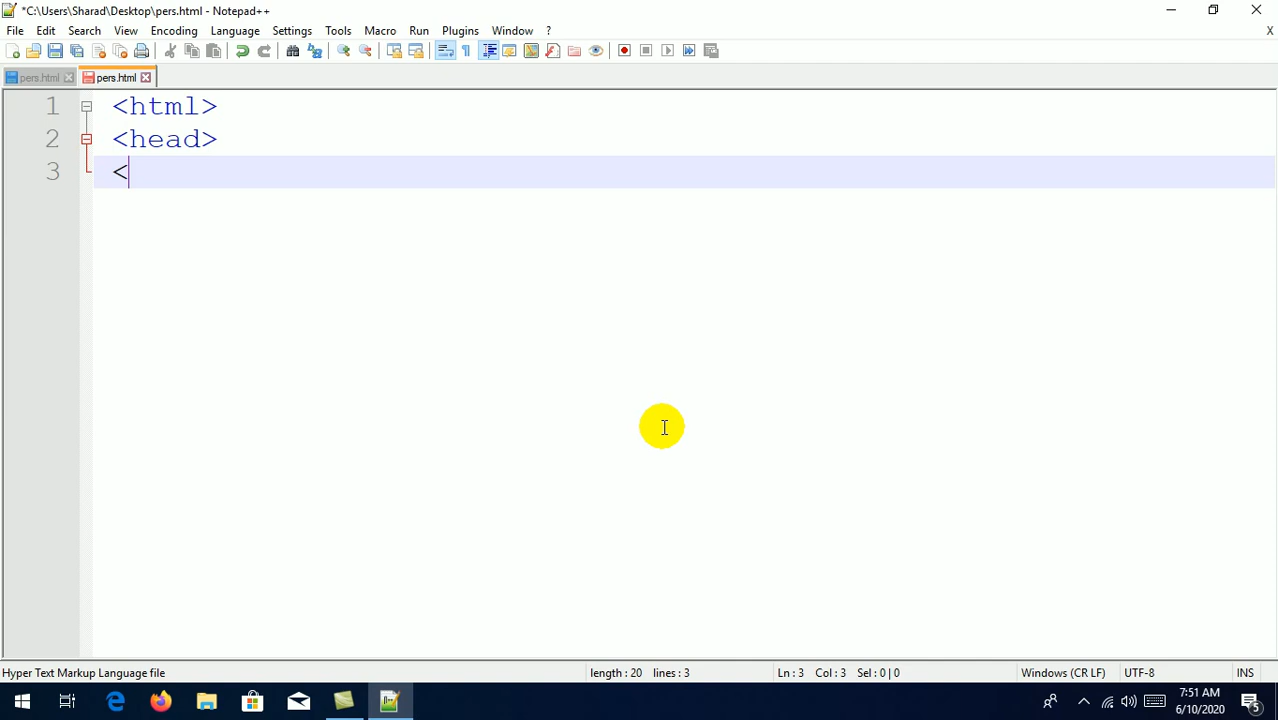 *C:\Users\Sharad\Desktop\pers.html - Notepad++
File Edit Search View Encoding Language Settings Tools Macro Run Plugins Window ? X
pers.html pers.html
1 <html>
2 <head>
3 <
Hyper Text Markup Language file length : 20 lines : 3 Ln : 3 Col : 3 Sel : 0 | 0 Windows (CR LF) UTF-8 INS
7:51 AM
6/10/2020
5